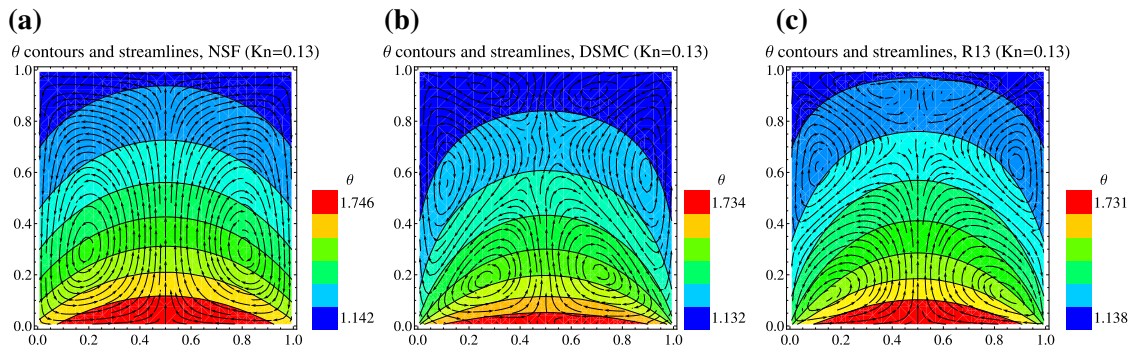 (a)
θ contours and streamlines, NSF (Kn=0.13)
1.0
0.8
0.6
0.4
0.2
0.0
0.0 0.2 0.4 0.6 0.8 1.0
θ
1.746
1.142
(b)
θ contours and streamlines, DSMC (Kn=0.13)
1.0
0.8
0.6
0.4
0.2
0.0
0.0 0.2 0.4 0.6 0.8 1.0
θ
1.734
1.132
(c)
θ contours and streamlines, R13 (Kn=0.13)
1.0
0.8
0.6
0.4
0.2
0.0
0.0 0.2 0.4 0.6 0.8 1.0
θ
1.731
1.138